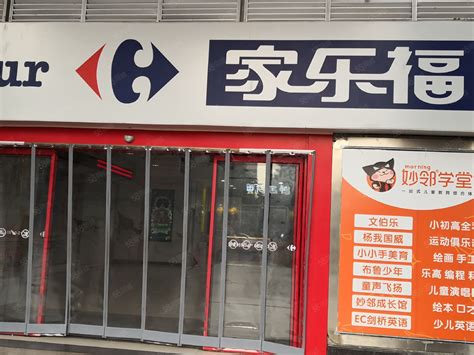 ur
家乐福
morning
妙邻学堂
文伯乐
杨我国威
小小手美育
布鲁少年
童声飞扬
妙邻成长馆
EC剑桥英语
小初高全
运动俱乐
绘画 手工
乐高 编程
儿童演唱
绘本 口才
少儿英语